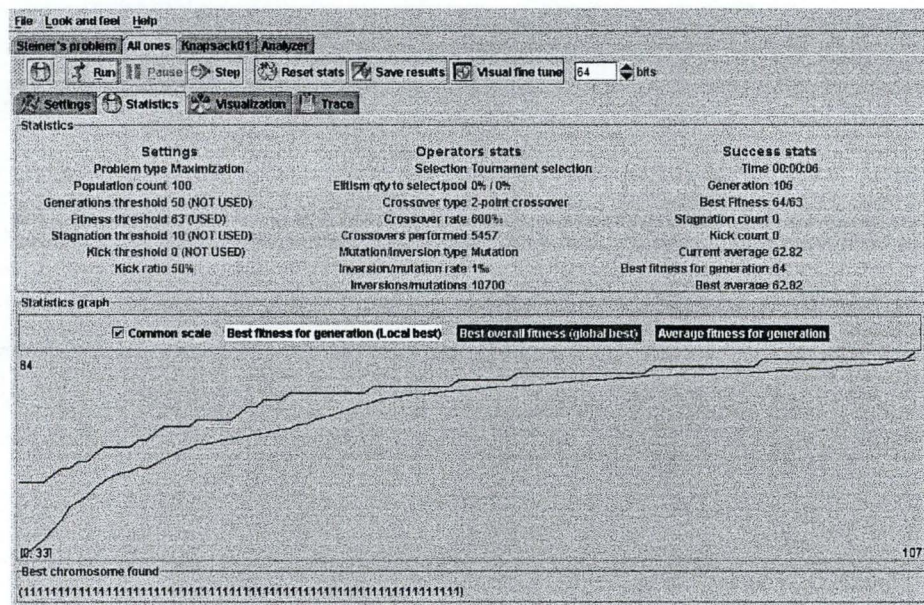 File Look and feel Help
Steiner's problem All ones Knapsack01 Analyzer
Run Pause Step Reset stats Save results Visual fine tune 64 bits
Settings Statistics Visualization Trace
Statistics
Settings Operators stats Success stats
Problem type Maximization Selection Tournament selection Time 00:00:06
Population count 100 Elitism qty to select/pool 0% / 0% Generation 106
Generations threshold 50 (NOT USED) Crossover type 2-point crossover Best Fitness 64/63
Fitness threshold 63 (USED) Crossover rate 600‰ Stagnation count 0
Stagnation threshold 10 (NOT USED) Crossovers performed 5457 Kick count 0
Kick threshold 0 (NOT USED) Mutation/inversion type Mutation Current average 62.82
Kick ratio 50% Inversion/mutation rate 1‰ Best fitness for generation 64
Inversions/mutations 10700 Best average 62.82
Statistics graph
Common scale Best fitness for generation (Local best) Best overall fitness (global best) Average fitness for generation
64
[0; 33] 107
Best chromosome found